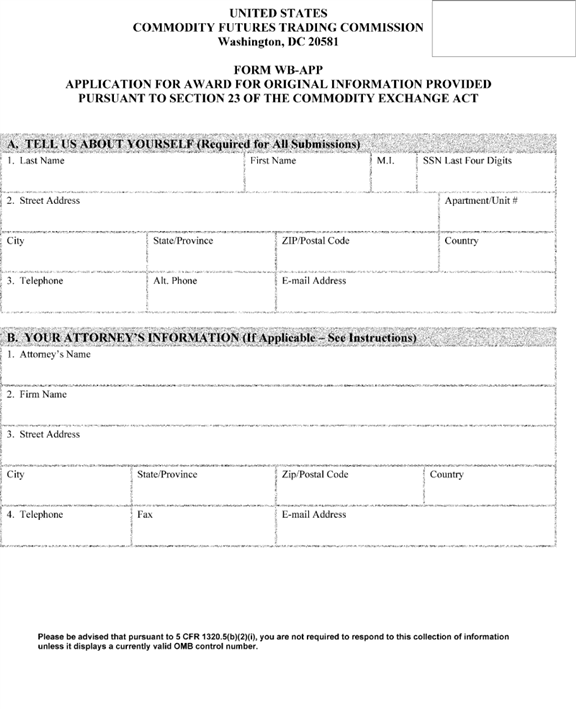 UNITED STATES
COMMODITY FUTURES TRADING COMMISSION
Washington, DC 20581
FORM WB-APP
APPLICATION FOR AWARD FOR ORIGINAL INFORMATION PROVIDED
PURSUANT TO SECTION 23 OF THE COMMODITY EXCHANGE ACT
A. TELL US ABOUT YOURSELF (Required for All Submissions)
1. Last Name First Name M.I. SSN Last Four Digits
2. Street Address Apartment/Unit #
City State/Province ZIP/Postal Code Country
3. Telephone Alt. Phone E-mail Address
B. YOUR ATTORNEY'S INFORMATION (If Applicable – See Instructions)
1. Attorney's Name
2. Firm Name
3. Street Address
City State/Province Zip/Postal Code Country
4. Telephone Fax E-mail Address
Please be advised that pursuant to 5 CFR 1320.5(b)(2)(i), you are not required to respond to this collection of information
unless it displays a currently valid OMB control number.